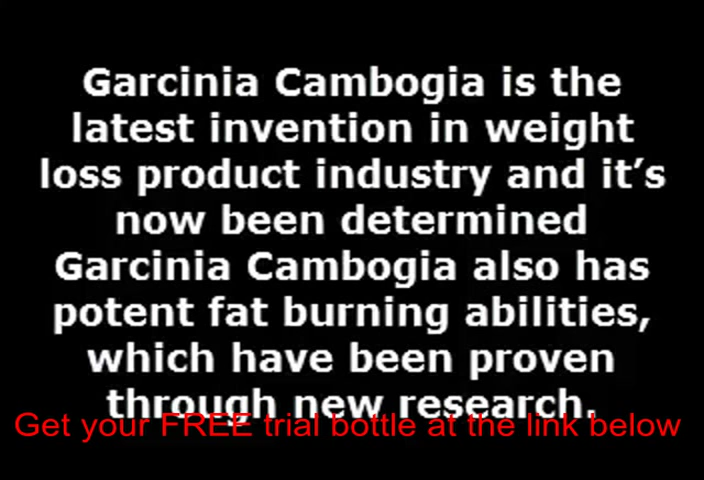 Garcinia Cambogia is the
latest invention in weight
loss product industry and it’s
now been determined
Garcinia Cambogia also has
potent fat burning abilities,
which have been proven
through new research.
Get your FREE trial bottle at the link below